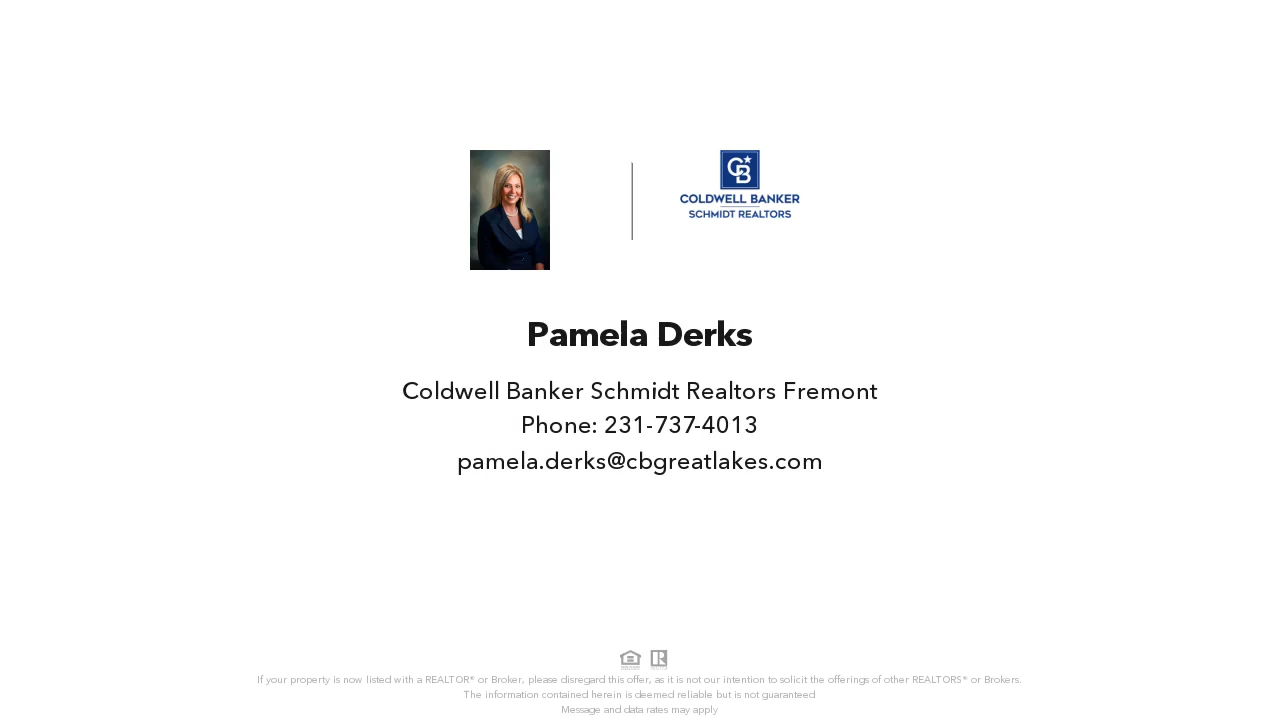 CB
COLDWELL BANKER
SCHMIDT REALTORS
Pamela Derks
Coldwell Banker Schmidt Realtors Fremont
Phone: 231-737-4013
pamela.derks@cbgreatlakes.com
If your property is now listed with a REALTOR® or Broker, please disregard this offer, as it is not our intention to solicit the offerings of other REALTORS® or Brokers.
The information contained herein is deemed reliable but is not guaranteed
Message and data rates may apply